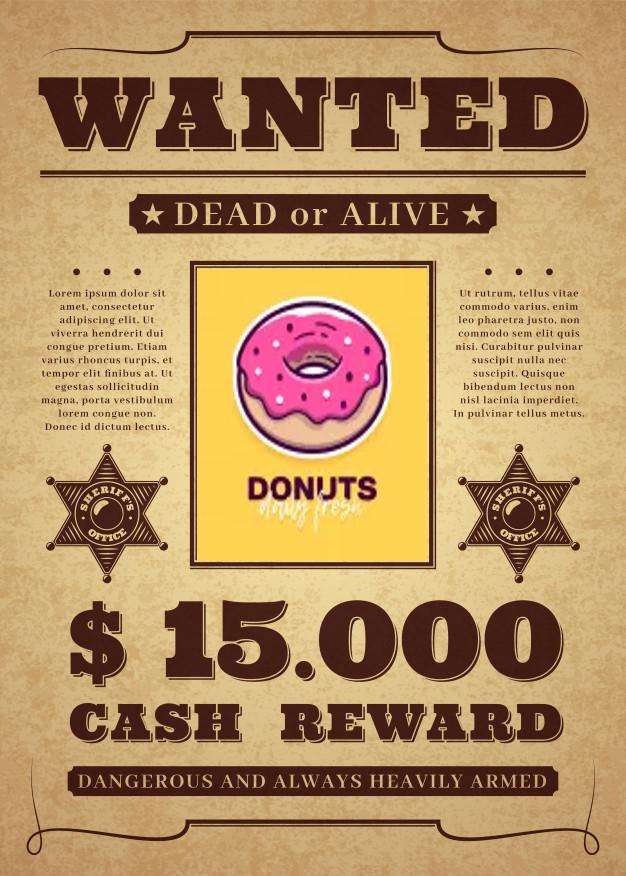 WANTED
★ DEAD or ALIVE ★
Lorem ipsum dolor sit
amet, consectetur
adipiscing elit. Ut
viverra hendrerit dui
congue pretium. Etiam
varius rhoncus turpis, et
tempor elit finibus at. Ut
egestas sollicitudin
magna, porta vestibulum
lorem congue non.
Donec id dictum lectus.
DONUTS
daily fresh
Ut rutrum, tellus vitae
commodo varius, enim
leo pharetra justo, non
commodo sem elit quis
nisi. Curabitur pulvinar
suscipit nulla nec
suscipit. Quisque
bibendum lectus non
nisl lacinia imperdiet.
In pulvinar tellus metus.
SHERIFF'S
OFFICE
SHERIFF'S
OFFICE
$ 15.000
CASH REWARD
DANGEROUS AND ALWAYS HEAVILY ARMED